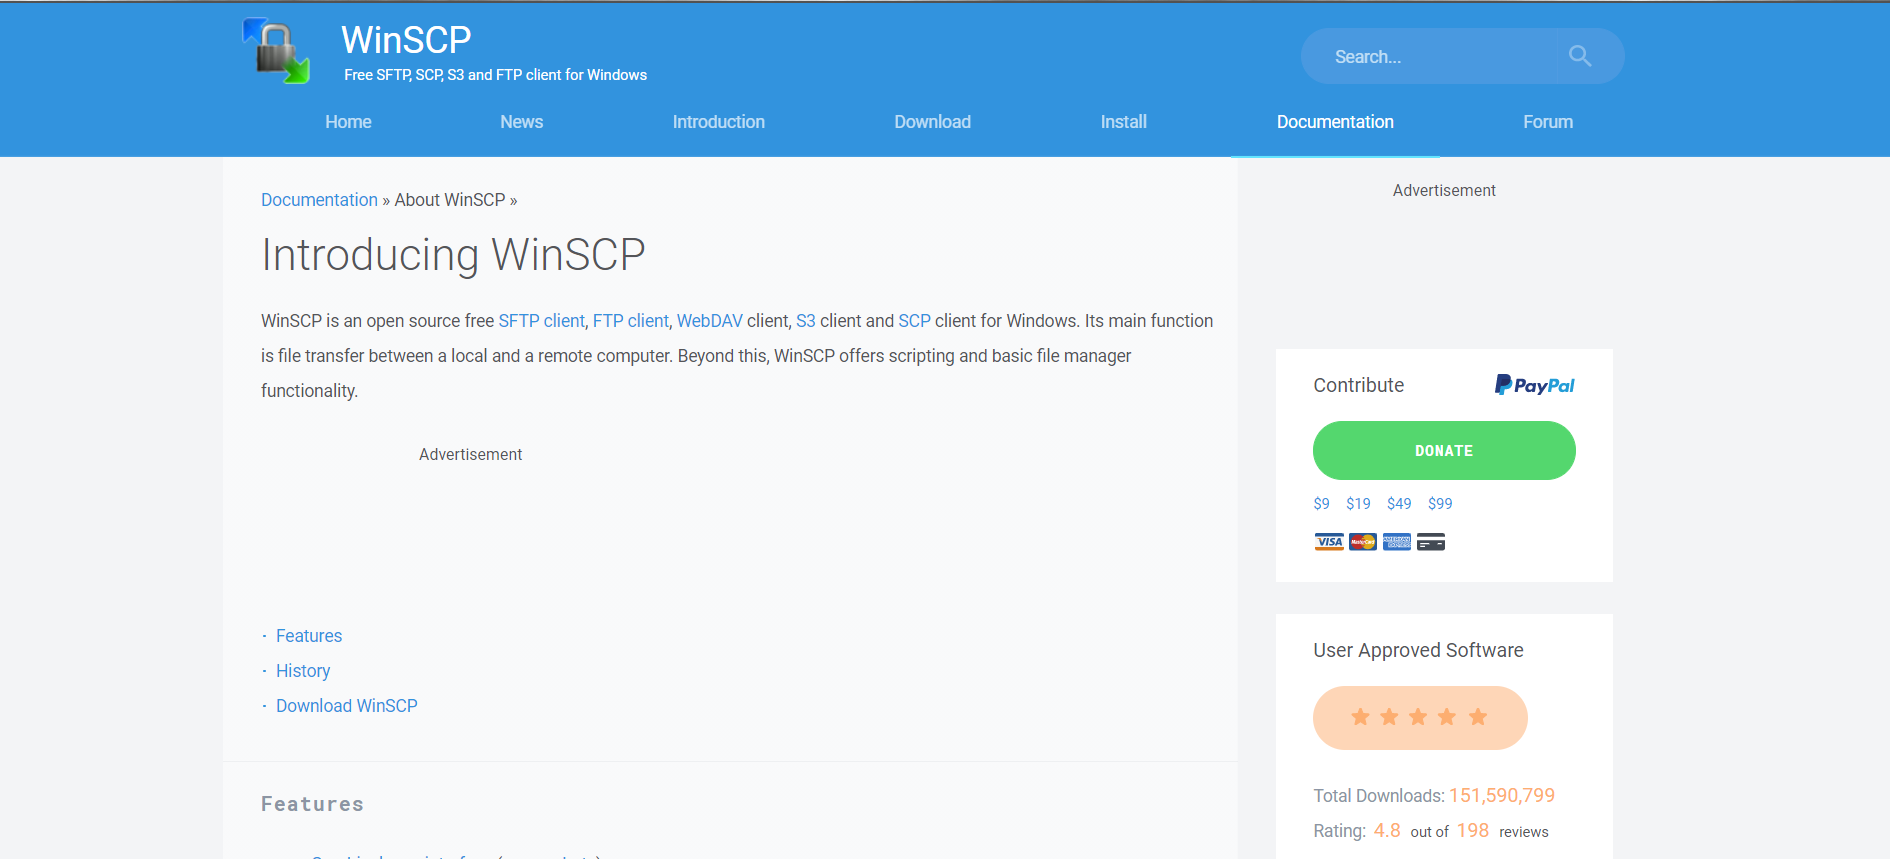 WinSCP
Free SFTP, SCP, S3 and FTP client for Windows
Search...
Home News Introduction Download Install Documentation Forum
Documentation » About WinSCP »
Introducing WinSCP
WinSCP is an open source free SFTP client, FTP client, WebDAV client, S3 client and SCP client for Windows. Its main function
is file transfer between a local and a remote computer. Beyond this, WinSCP offers scripting and basic file manager
functionality.
Advertisement
· Features
· History
· Download WinSCP
Features
Advertisement
Contribute PayPal
DONATE
$9 $19 $49 $99
VISA MasterCard AMERICAN EXPRESS
User Approved Software
Total Downloads: 151,590,799
Rating: 4.8 out of 198 reviews